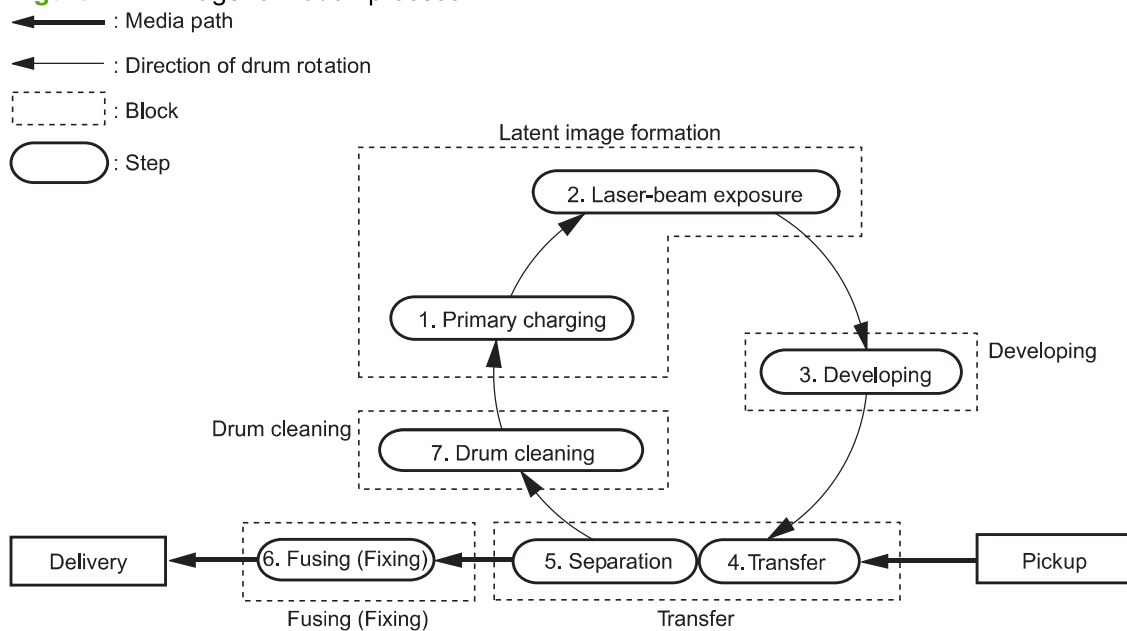 : Media path
: Direction of drum rotation
: Block
: Step
Latent image formation
2. Laser-beam exposure
1. Primary charging
3. Developing
Developing
Drum cleaning
7. Drum cleaning
Delivery
6. Fusing (Fixing)
5. Separation
4. Transfer
Pickup
Fusing (Fixing)
Transfer